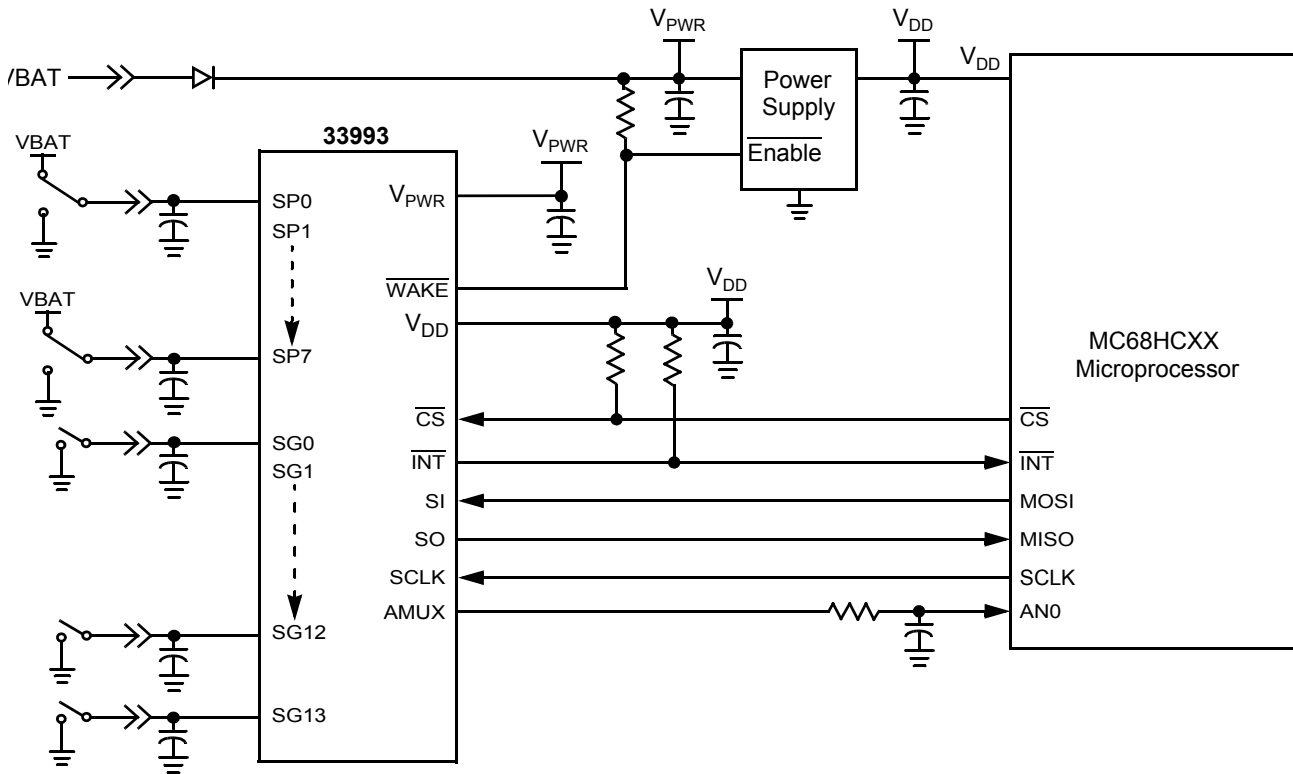 VPWR
VDD
VBAT
Power
Supply
Enable
VDD
33993
VBAT
VPWR
SP0
SP1
VPWR
WAKE
VDD
VDD
VBAT
SP7
MC68HCXX
Microprocessor
SG0
SG1
CS
CS
INT
INT
SI
MOSI
SO
MISO
SCLK
SCLK
AMUX
AN0
SG12
SG13